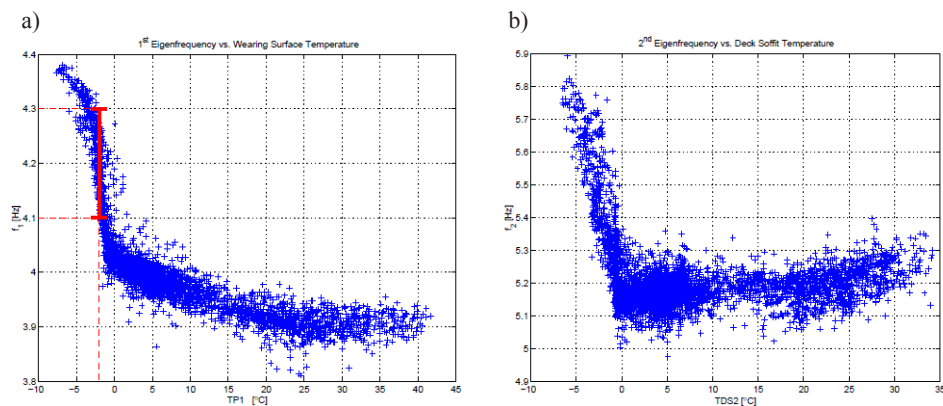 a)
1st Eigenfrequency vs. Wearing Surface Temperature
4.4
4.3
4.2
4.1
4
3.9
3.8
f1 [Hz]
-10 -5 0 5 10 15 20 25 30 35 40 45
TP1 [°C]
b)
2nd Eigenfrequency vs. Deck Soffit Temperature
5.9
5.8
5.7
5.6
5.5
5.4
5.3
5.2
5.1
5
4.9
f2 [Hz]
-10 -5 0 5 10 15 20 25 30 35
TDS2 [°C]